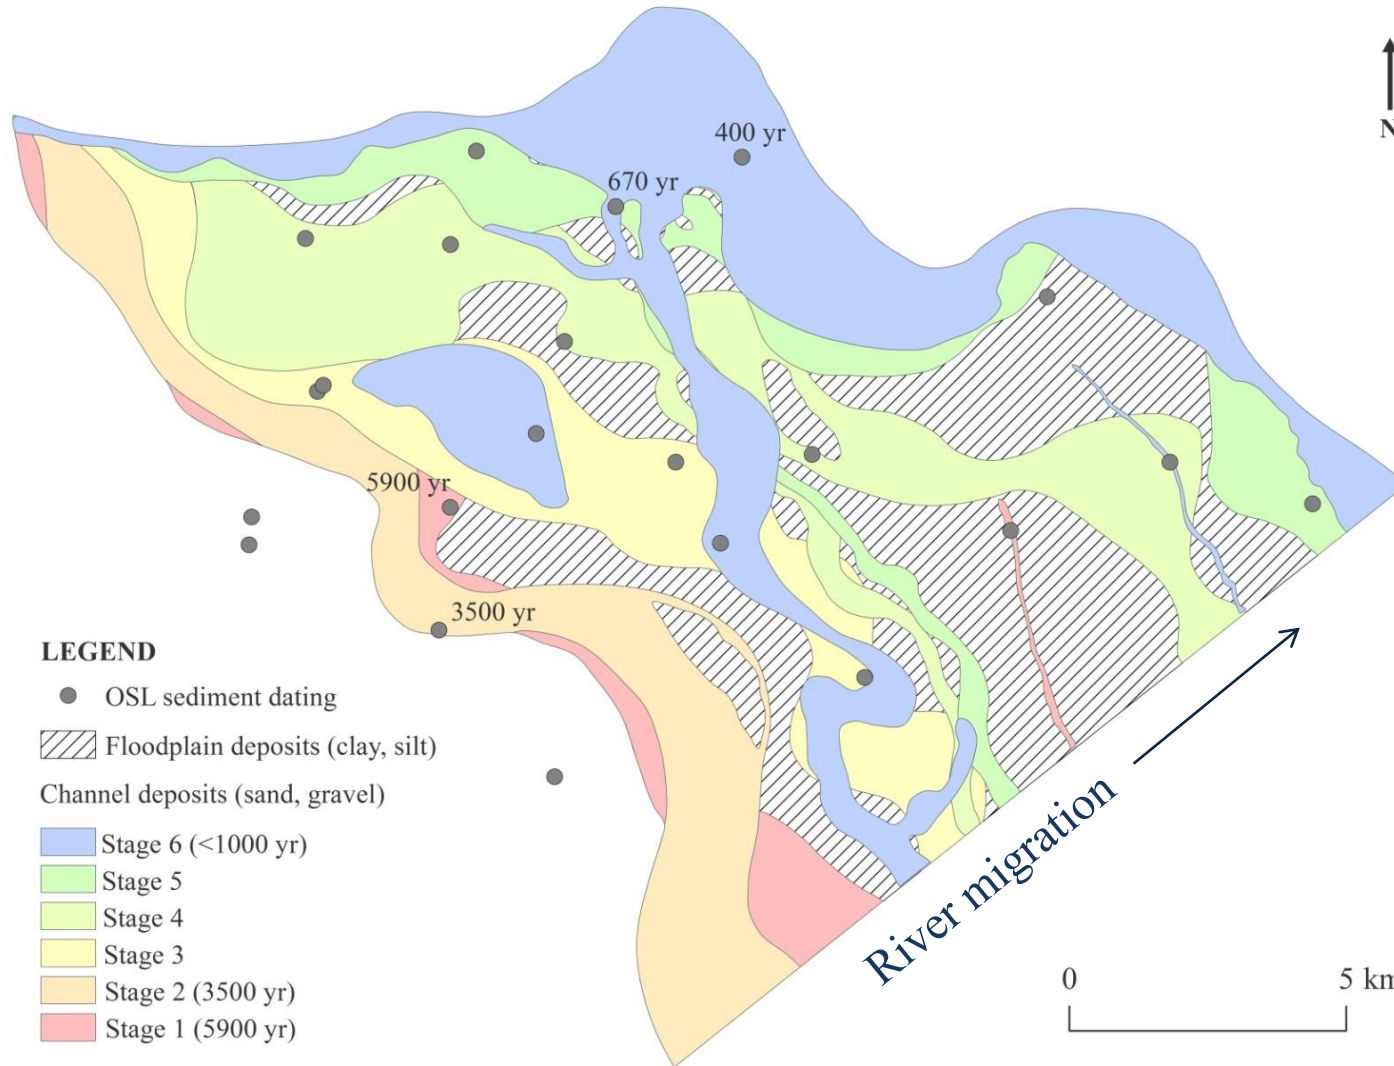 N
400 yr
670 yr
5900 yr
3500 yr
LEGEND
OSL sediment dating
Floodplain deposits (clay, silt)
Channel deposits (sand, gravel)
Stage 6 (<1000 yr)
Stage 5
Stage 4
Stage 3
Stage 2 (3500 yr)
Stage 1 (5900 yr)
River migration
0 5 km